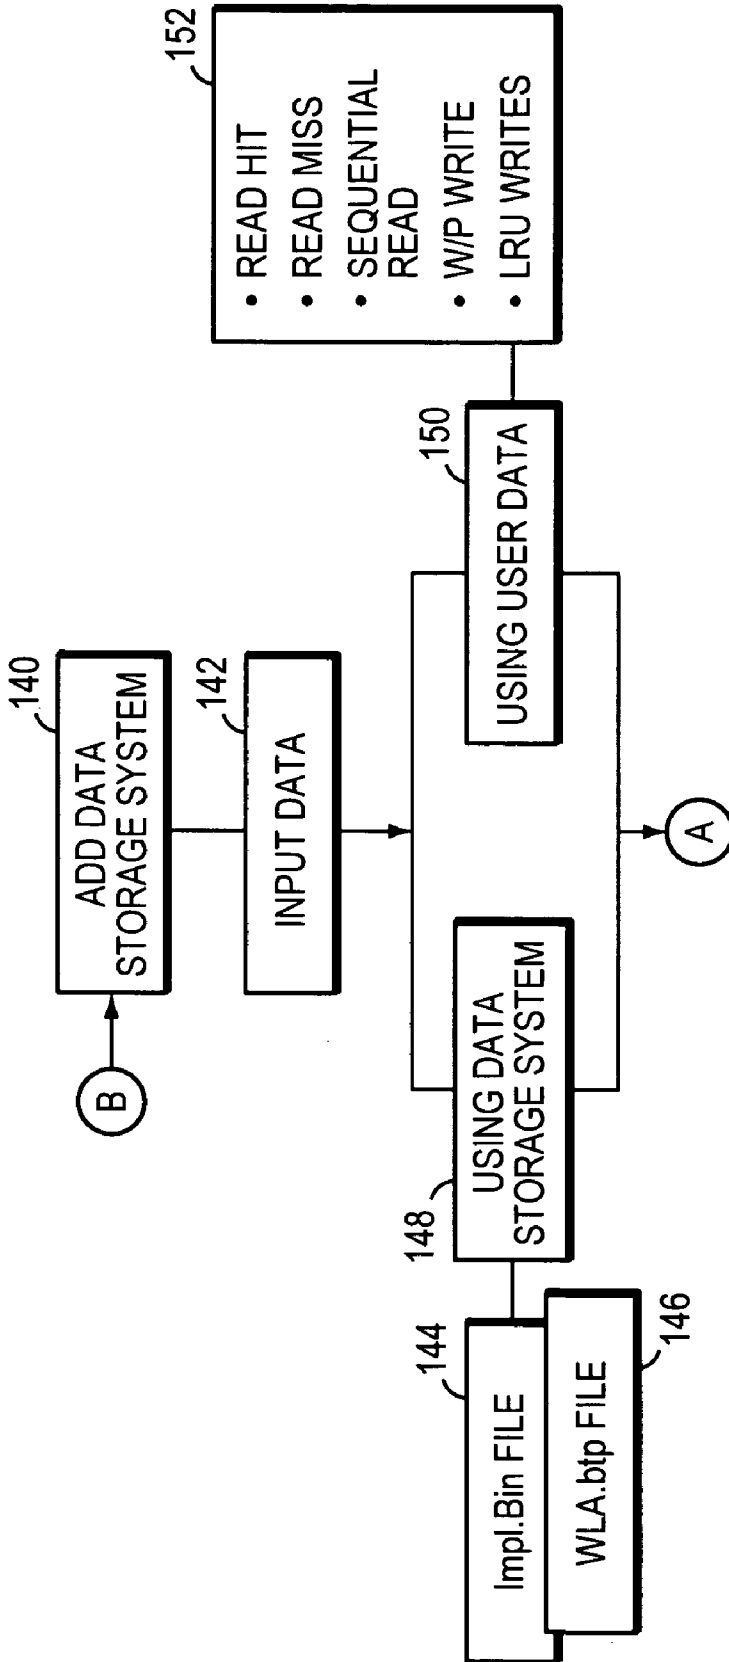 B
140
ADD DATA
STORAGE SYSTEM
142
INPUT DATA
144
Impl.Bin FILE
WLA.btp FILE
146
148
USING DATA
STORAGE SYSTEM
150
USING USER DATA
152
• READ HIT
• READ MISS
• SEQUENTIAL
READ
• W/P WRITE
• LRU WRITES
A